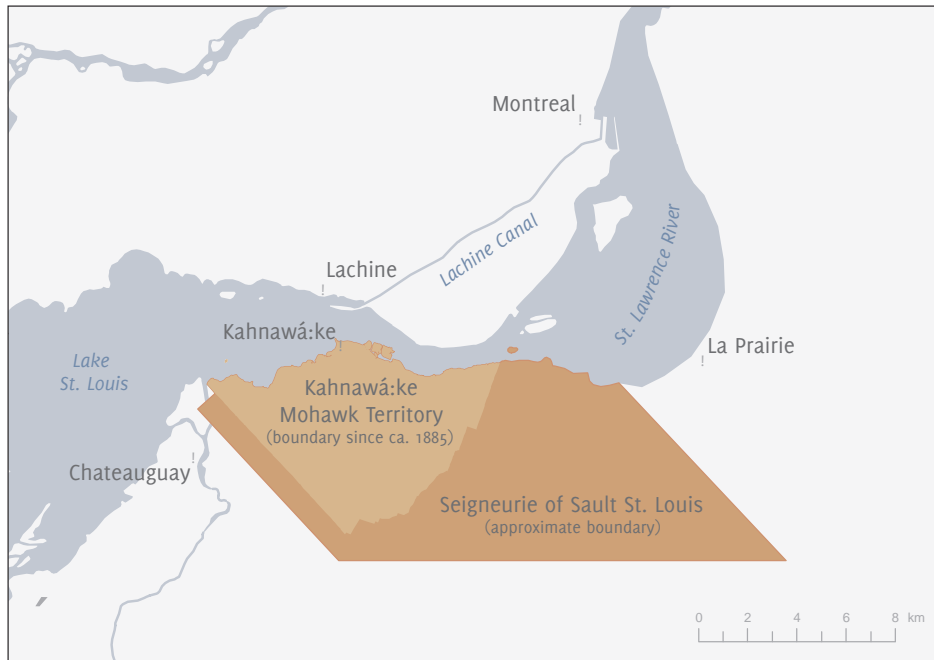 Montreal
Lachine Canal
St. Lawrence River
Lachine
Kahnawá:ke
La Prairie
Lake
St. Louis
Kahnawá:ke
Mohawk Territory
(boundary since ca. 1885)
Chateauguay
Seigneurie of Sault St. Louis
(approximate boundary)
0 2 4 6 8 km